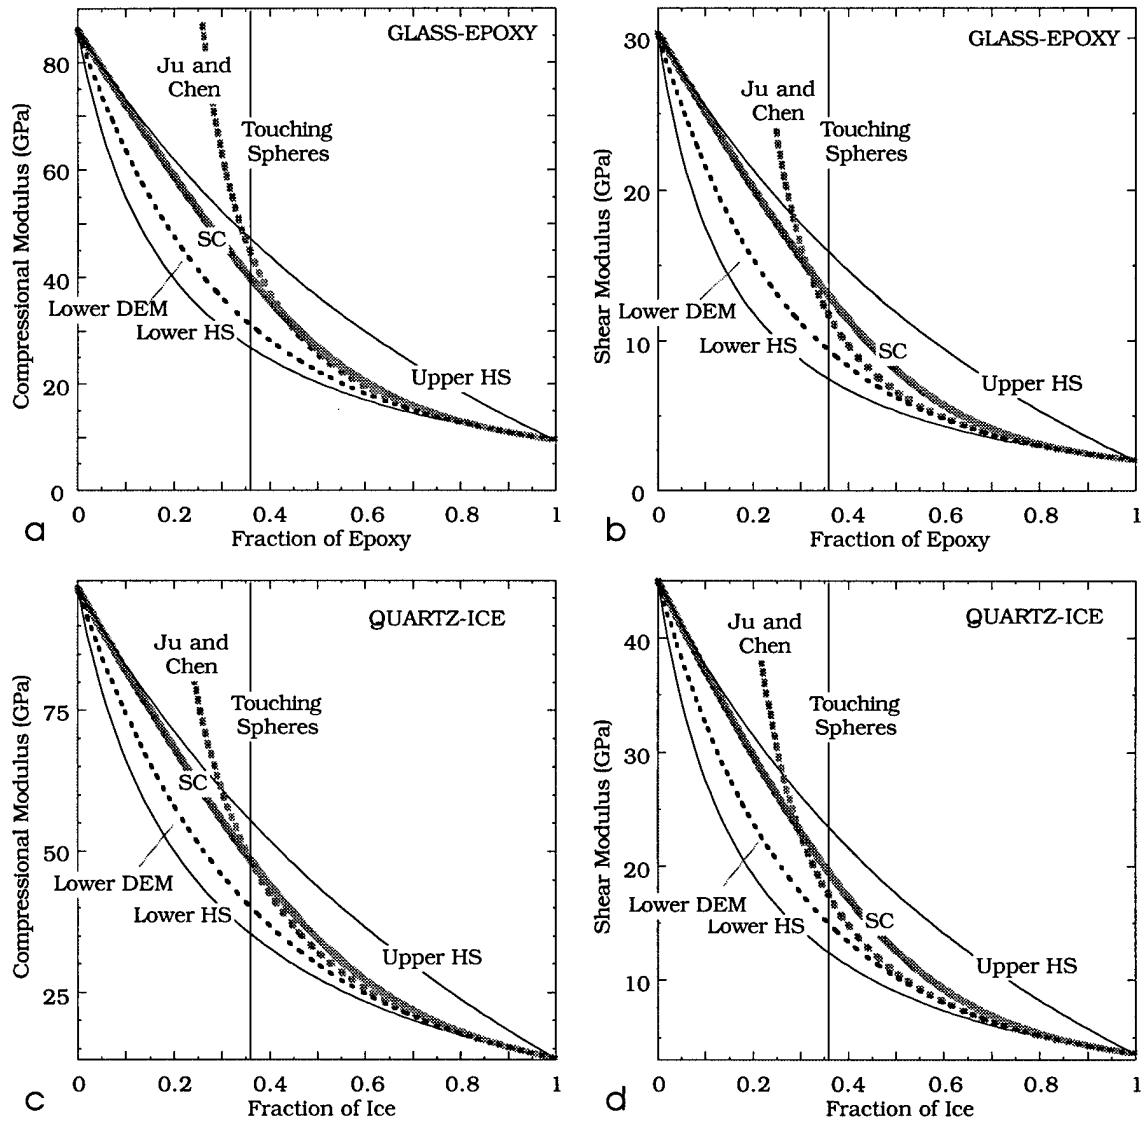 GLASS-EPOXY
Ju and
Chen
Touching
Spheres
SC
Lower DEM
Lower HS
Upper HS
80
60
40
20
0
Compressional Modulus (GPa)
0 0.2 0.4 0.6 0.8 1
Fraction of Epoxy
a
GLASS-EPOXY
Ju and
Chen
Touching
Spheres
SC
Lower DEM
Lower HS
Upper HS
30
20
10
0
Shear Modulus (GPa)
0 0.2 0.4 0.6 0.8 1
Fraction of Epoxy
b
QUARTZ-ICE
Ju and
Chen
Touching
Spheres
SC
Lower DEM
Lower HS
Upper HS
75
50
25
Compressional Modulus (GPa)
0 0.2 0.4 0.6 0.8 1
Fraction of Ice
c
QUARTZ-ICE
Ju and
Chen
Touching
Spheres
SC
Lower DEM
Lower HS
Upper HS
40
30
20
10
Shear Modulus (GPa)
0 0.2 0.4 0.6 0.8 1
Fraction of Ice
d